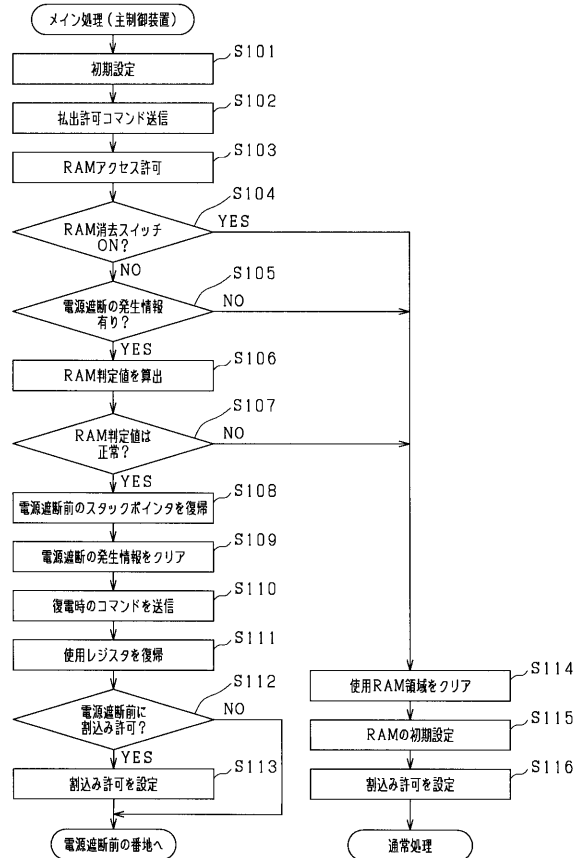 メイン処理(主制御装置)
S101
初期設定
S102
払出許可コマンド送信
S103
RAMアクセス許可
S104
RAM消去スイッチ
ON?
YES
NO
S105
電源遮断の発生情報
有り?
NO
YES
S106
RAM判定値を算出
S107
RAM判定値は
正常?
NO
YES
S108
電源遮断前のスタックポインタを復帰
S109
電源遮断の発生情報をクリア
S110
復電時のコマンドを送信
S111
使用レジスタを復帰
S112
電源遮断前に
割込み許可?
NO
YES
S113
割込み許可を設定
電源遮断前の番地へ
S114
使用RAM領域をクリア
S115
RAMの初期設定
S116
割込み許可を設定
通常処理